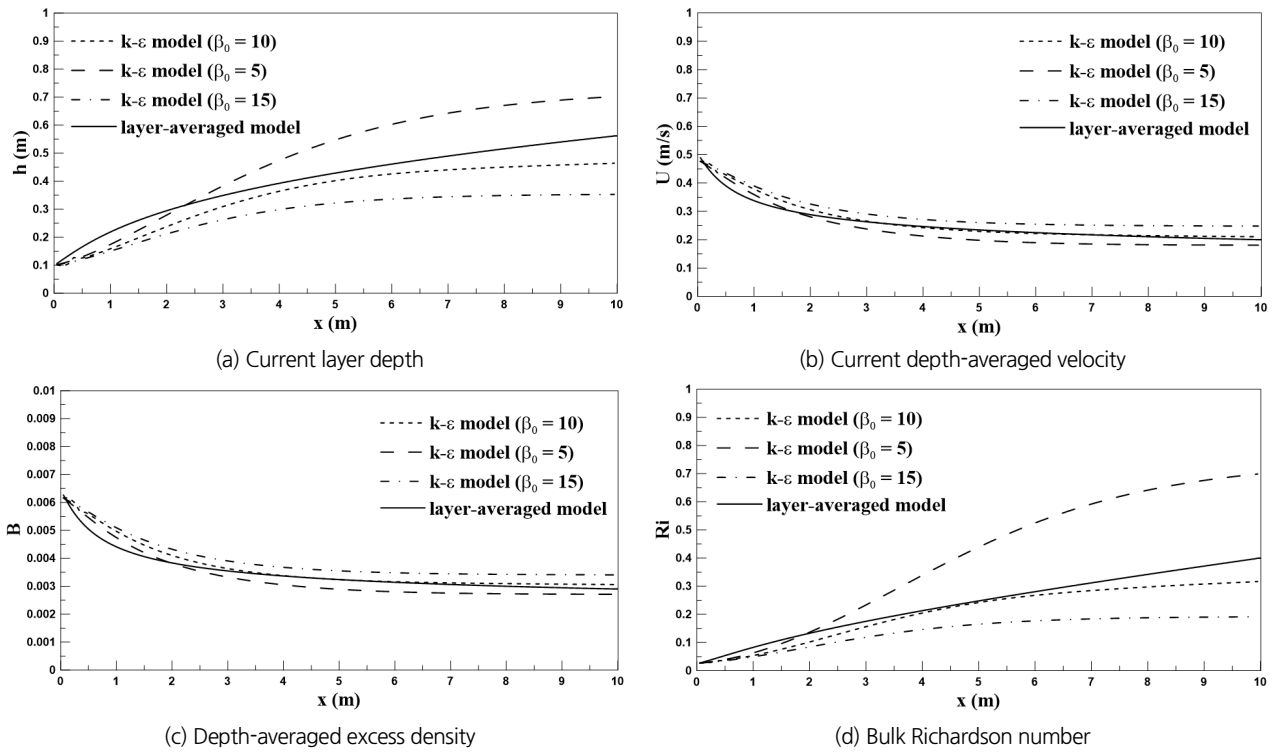 1
0.9
0.8
0.7
0.6
0.5
0.4
0.3
0.2
0.1
0
h (m)
k-ε model (β₀ = 10)
k-ε model (β₀ = 5)
k-ε model (β₀ = 15)
layer-averaged model
0 1 2 3 4 5 6 7 8 9 10
x (m)
(a) Current layer depth
1
0.9
0.8
0.7
0.6
0.5
0.4
0.3
0.2
0.1
0
U (m/s)
k-ε model (β₀ = 10)
k-ε model (β₀ = 5)
k-ε model (β₀ = 15)
layer-averaged model
0 1 2 3 4 5 6 7 8 9 10
x (m)
(b) Current depth-averaged velocity
0.01
0.009
0.008
0.007
0.006
0.005
0.004
0.003
0.002
0.001
0
B
k-ε model (β₀ = 10)
k-ε model (β₀ = 5)
k-ε model (β₀ = 15)
layer-averaged model
0 1 2 3 4 5 6 7 8 9 10
x (m)
(c) Depth-averaged excess density
1
0.9
0.8
0.7
0.6
0.5
0.4
0.3
0.2
0.1
0
Ri
k-ε model (β₀ = 10)
k-ε model (β₀ = 5)
k-ε model (β₀ = 15)
layer-averaged model
0 1 2 3 4 5 6 7 8 9 10
x (m)
(d) Bulk Richardson number